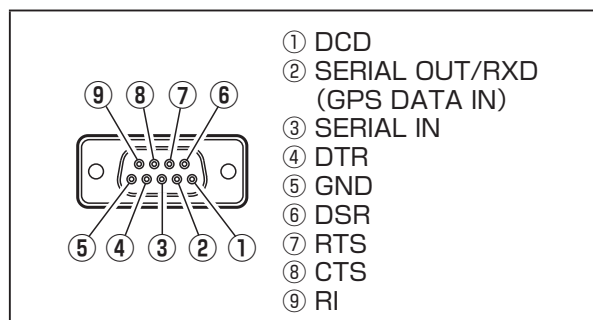 ① DCD
② SERIAL OUT/RXD
(GPS DATA IN)
③ SERIAL IN
④ DTR
⑤ GND
⑥ DSR
⑦ RTS
⑧ CTS
⑨ RI
⑨ ⑧ ⑦ ⑥
⑤ ④ ③ ② ①